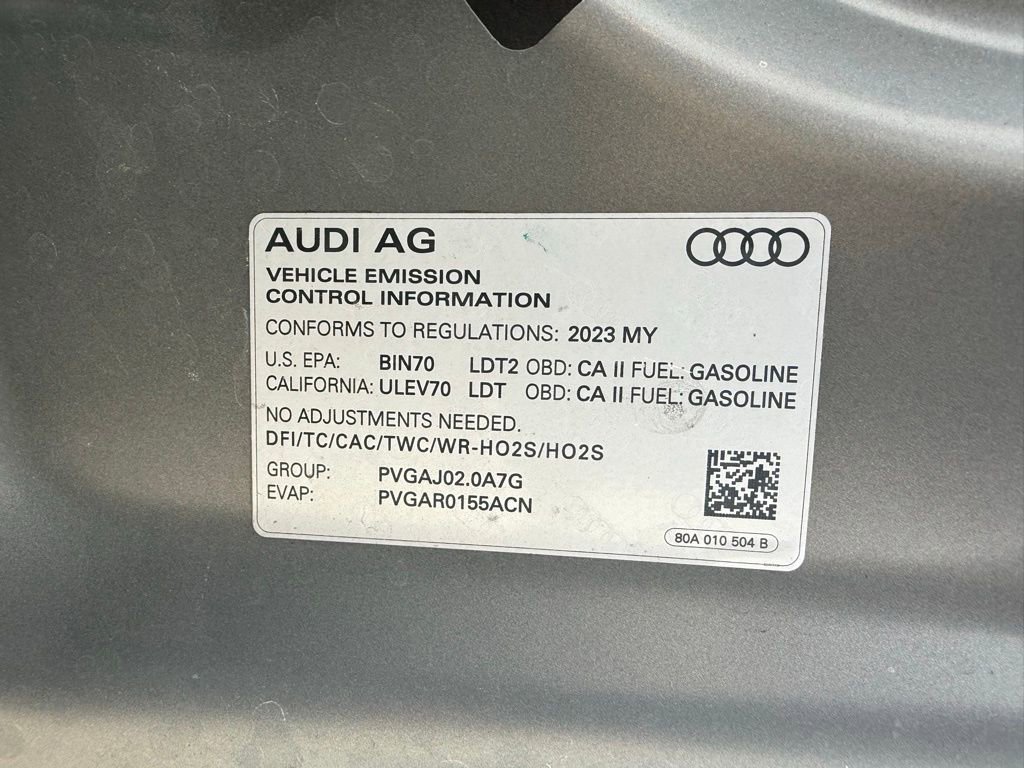 AUDI AG
VEHICLE EMISSION
CONTROL INFORMATION
CONFORMS TO REGULATIONS: 2023 MY
U.S. EPA: BIN70 LDT2 OBD: CA II FUEL: GASOLINE
CALIFORNIA: ULEV70 LDT OBD: CA II FUEL: GASOLINE
NO ADJUSTMENTS NEEDED.
DFI/TC/CAC/TWC/WR-HO2S/HO2S
GROUP: PVGAJ02.0A7G
EVAP: PVGAR0155ACN
80A 010 504 B